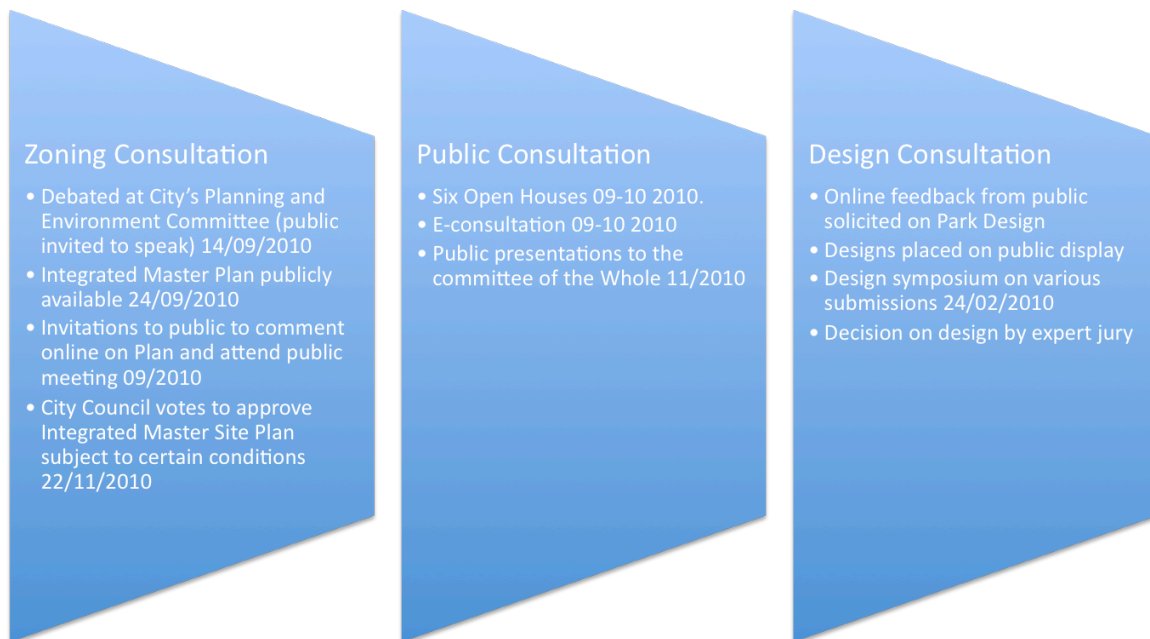 Zoning Consultation
• Debated at City's Planning and
Environment Committee (public
invited to speak) 14/09/2010
• Integrated Master Plan publicly
available 24/09/2010
• Invitations to public to comment
online on Plan and attend public
meeting 09/2010
• City Council votes to approve
Integrated Master Site Plan
subject to certain conditions
22/11/2010
Public Consultation
• Six Open Houses 09-10 2010.
• E-consultation 09-10 2010
• Public presentations to the
committee of the Whole 11/2010
Design Consultation
• Online feedback from public
solicited on Park Design
• Designs placed on public display
• Design symposium on various
submissions 24/02/2010
• Decision on design by expert jury